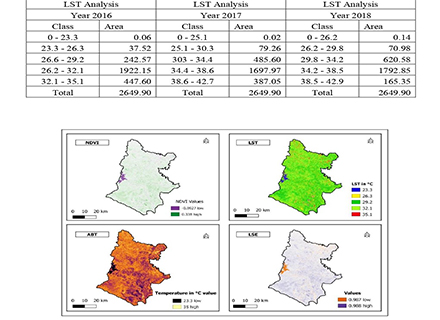 LST Analysis LST Analysis LST Analysis
Year 2016 Year 2017 Year 2018
Class Area Class Area Class Area
0 - 23.3 0.06 0 - 25.1 0.02 0 - 26.2 0.14
23.3 - 26.3 37.52 25.1 - 30.3 79.26 26.2 - 29.8 70.98
26.6 - 29.2 242.57 303 - 34.4 485.60 29.8 - 34.2 620.58
26.2 - 32.1 1922.15 34.4 - 38.6 1697.97 34.2 - 38.5 1792.85
32.1 - 35.1 447.60 38.6 - 42.7 387.05 38.5 - 42.9 165.35
Total 2649.90 Total 2649.90 Total 2649.90
NDVI
NDVI Values
low
high
0 10 20 km
LST
LST in °C
23.3
26.3
29.2
32.1
35.1
0 10 20 km
ABT
Temperature in °C value
23.3 low
high
0 10 20 km
LSE
Values
0.987 low
0.988 high
0 10 20 km